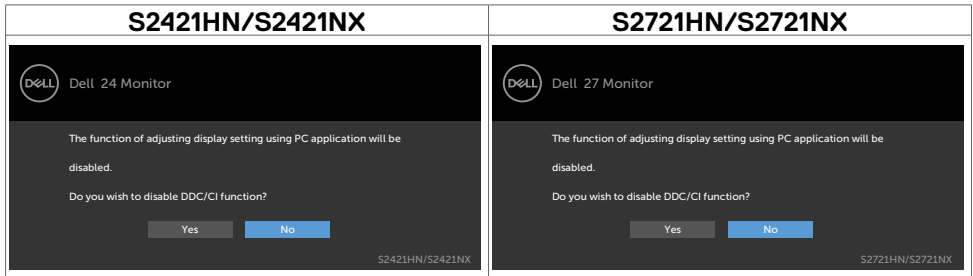 S2421HN/S2421NX
S2721HN/S2721NX
DELL Dell 24 Monitor
The function of adjusting display setting using PC application will be
disabled.
Do you wish to disable DDC/CI function?
Yes No
S2421HN/S2421NX
DELL Dell 27 Monitor
The function of adjusting display setting using PC application will be
disabled.
Do you wish to disable DDC/CI function?
Yes No
S2721HN/S2721NX